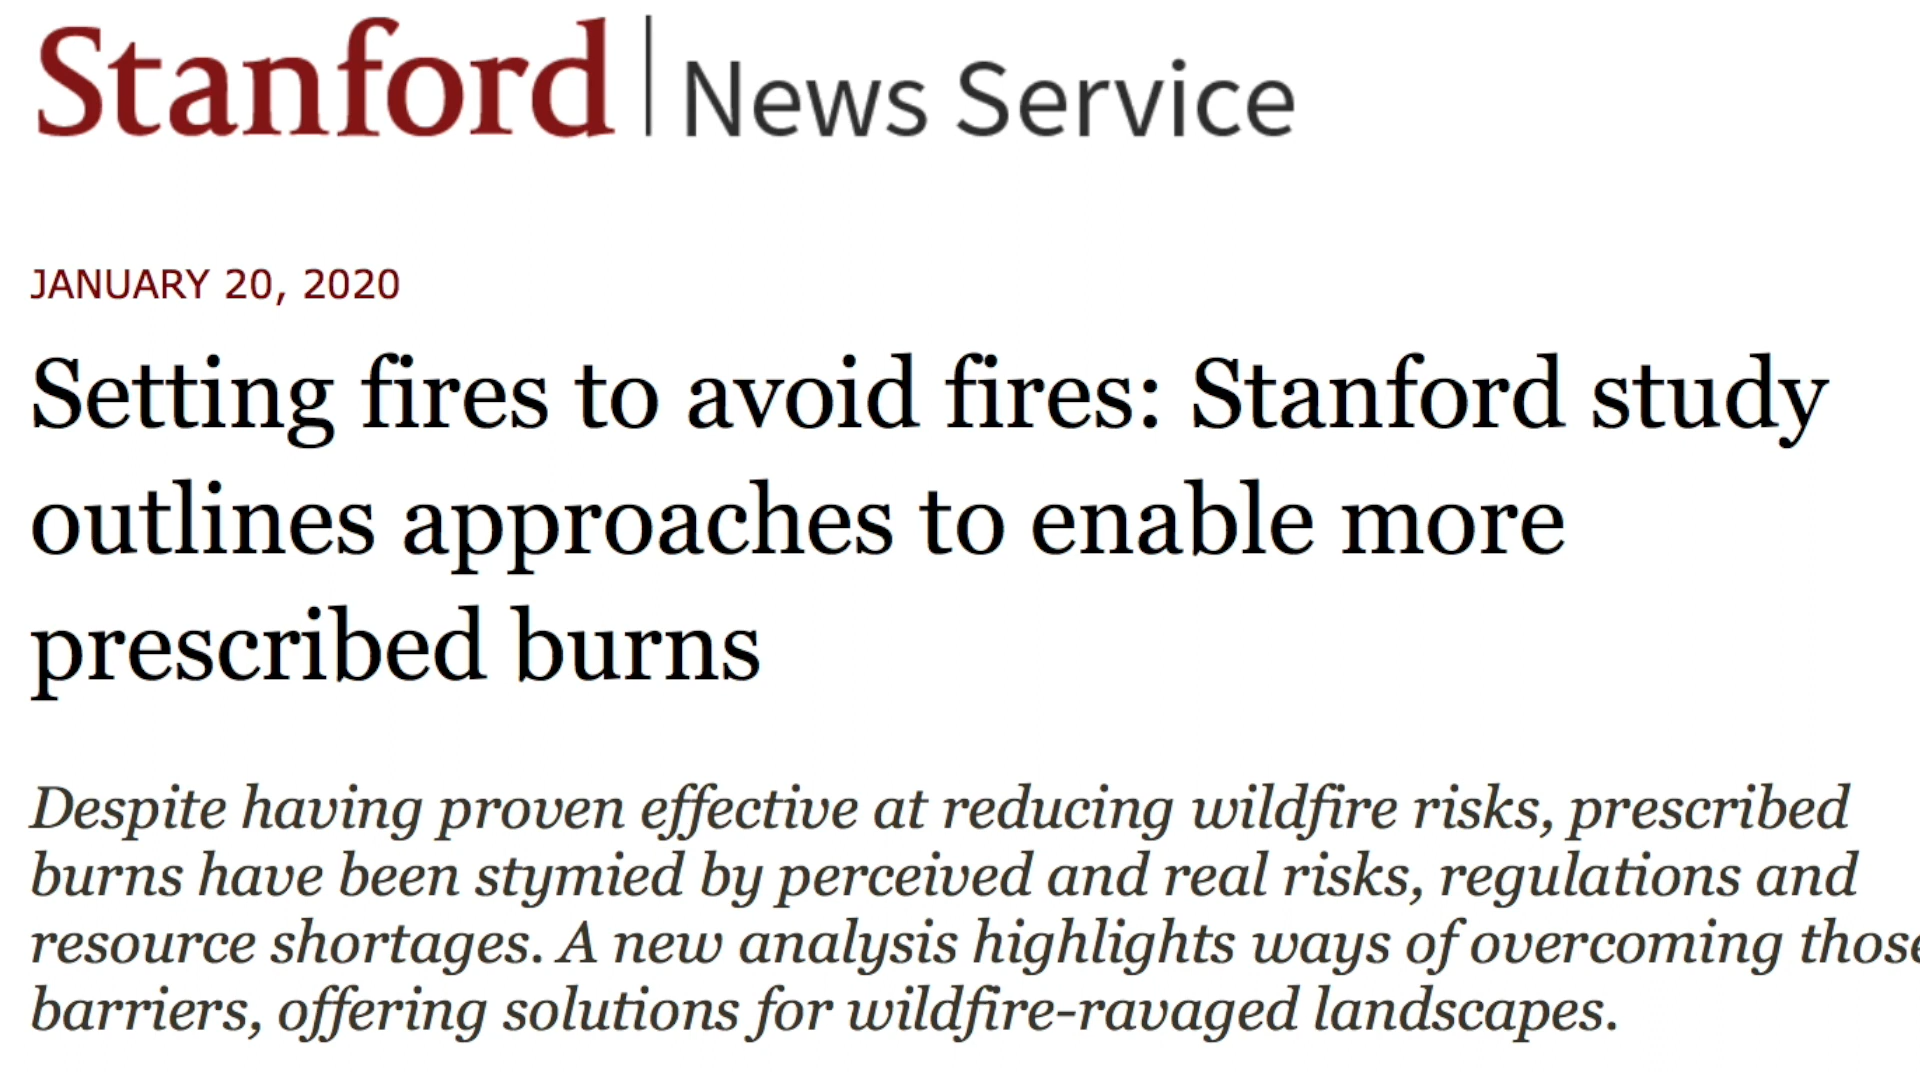 Stanford | News Service
JANUARY 20, 2020
Setting fires to avoid fires: Stanford study
outlines approaches to enable more
prescribed burns
Despite having proven effective at reducing wildfire risks, prescribed
burns have been stymied by perceived and real risks, regulations and
resource shortages. A new analysis highlights ways of overcoming those
barriers, offering solutions for wildfire-ravaged landscapes.